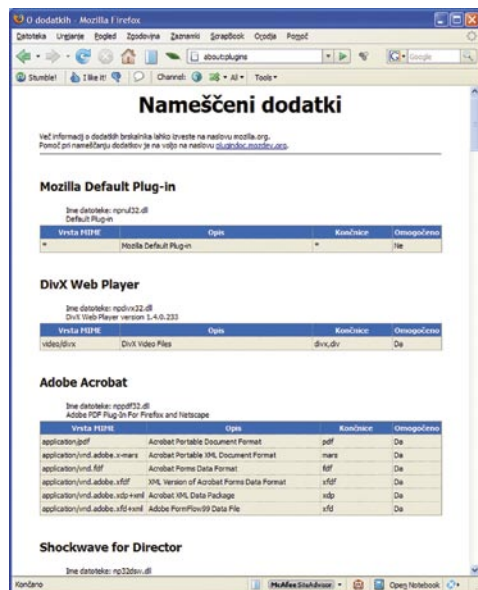 O dodatkih - Mozilla Firefox
Datoteka Urejanje Pogled Zgodovina Zaznamki ScrapBook Orodja Pomoč
about:plugins
Google
Stumble! I like it! Channel: All Tools
Nameščeni dodatki
Več informacij o dodatkih brskalnika lahko izveste na naslovu mozilla.org.
Pomoč pri nameščanju dodatkov je na voljo na naslovu plugindoc.mozdev.org.
Mozilla Default Plug-in
Ime datoteke: npnul32.dll
Default Plug-in
Vrsta MIME Opis Končnice Omogočeno
* Mozilla Default Plug-in * Ne
DivX Web Player
Ime datoteke: npdivx32.dll
DivX Web Player version 1.4.0.233
Vrsta MIME Opis Končnice Omogočeno
video/divx DivX Video Files divx,div Da
Adobe Acrobat
Ime datoteke: nppdf32.dll
Adobe PDF Plug-In For Firefox and Netscape
Vrsta MIME Opis Končnice Omogočeno
application/pdf Acrobat Portable Document Format pdf Da
application/vnd.adobe.x-mars Acrobat Portable XML Document Format mars Da
application/vnd.fdf Acrobat Forms Data Format fdf Da
application/vnd.adobe.xfdf XML Version of Acrobat Forms Data Format xfdf Da
application/vnd.adobe.xdp+xml Acrobat XML Data Package xdp Da
application/vnd.adobe.xfd+xml Adobe FormFlow99 Data File xfd Da
Shockwave for Director
Ime datoteke: np32dsw.dll
Končano McAfee SiteAdvisor Open Notebook